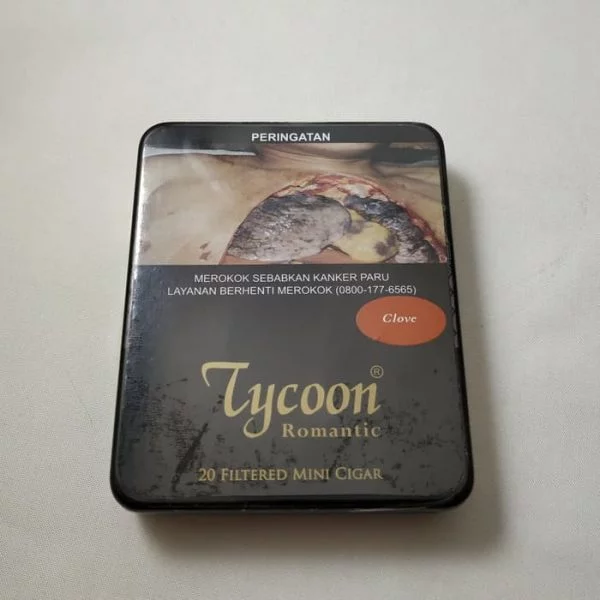 PERINGATAN
MEROKOK SEBABKAN KANKER PARU
LAYANAN BERHENTI MEROKOK (0800-177-6565)
Clove
Tycoon®
Romantic
20 FILTERED MINI CIGAR